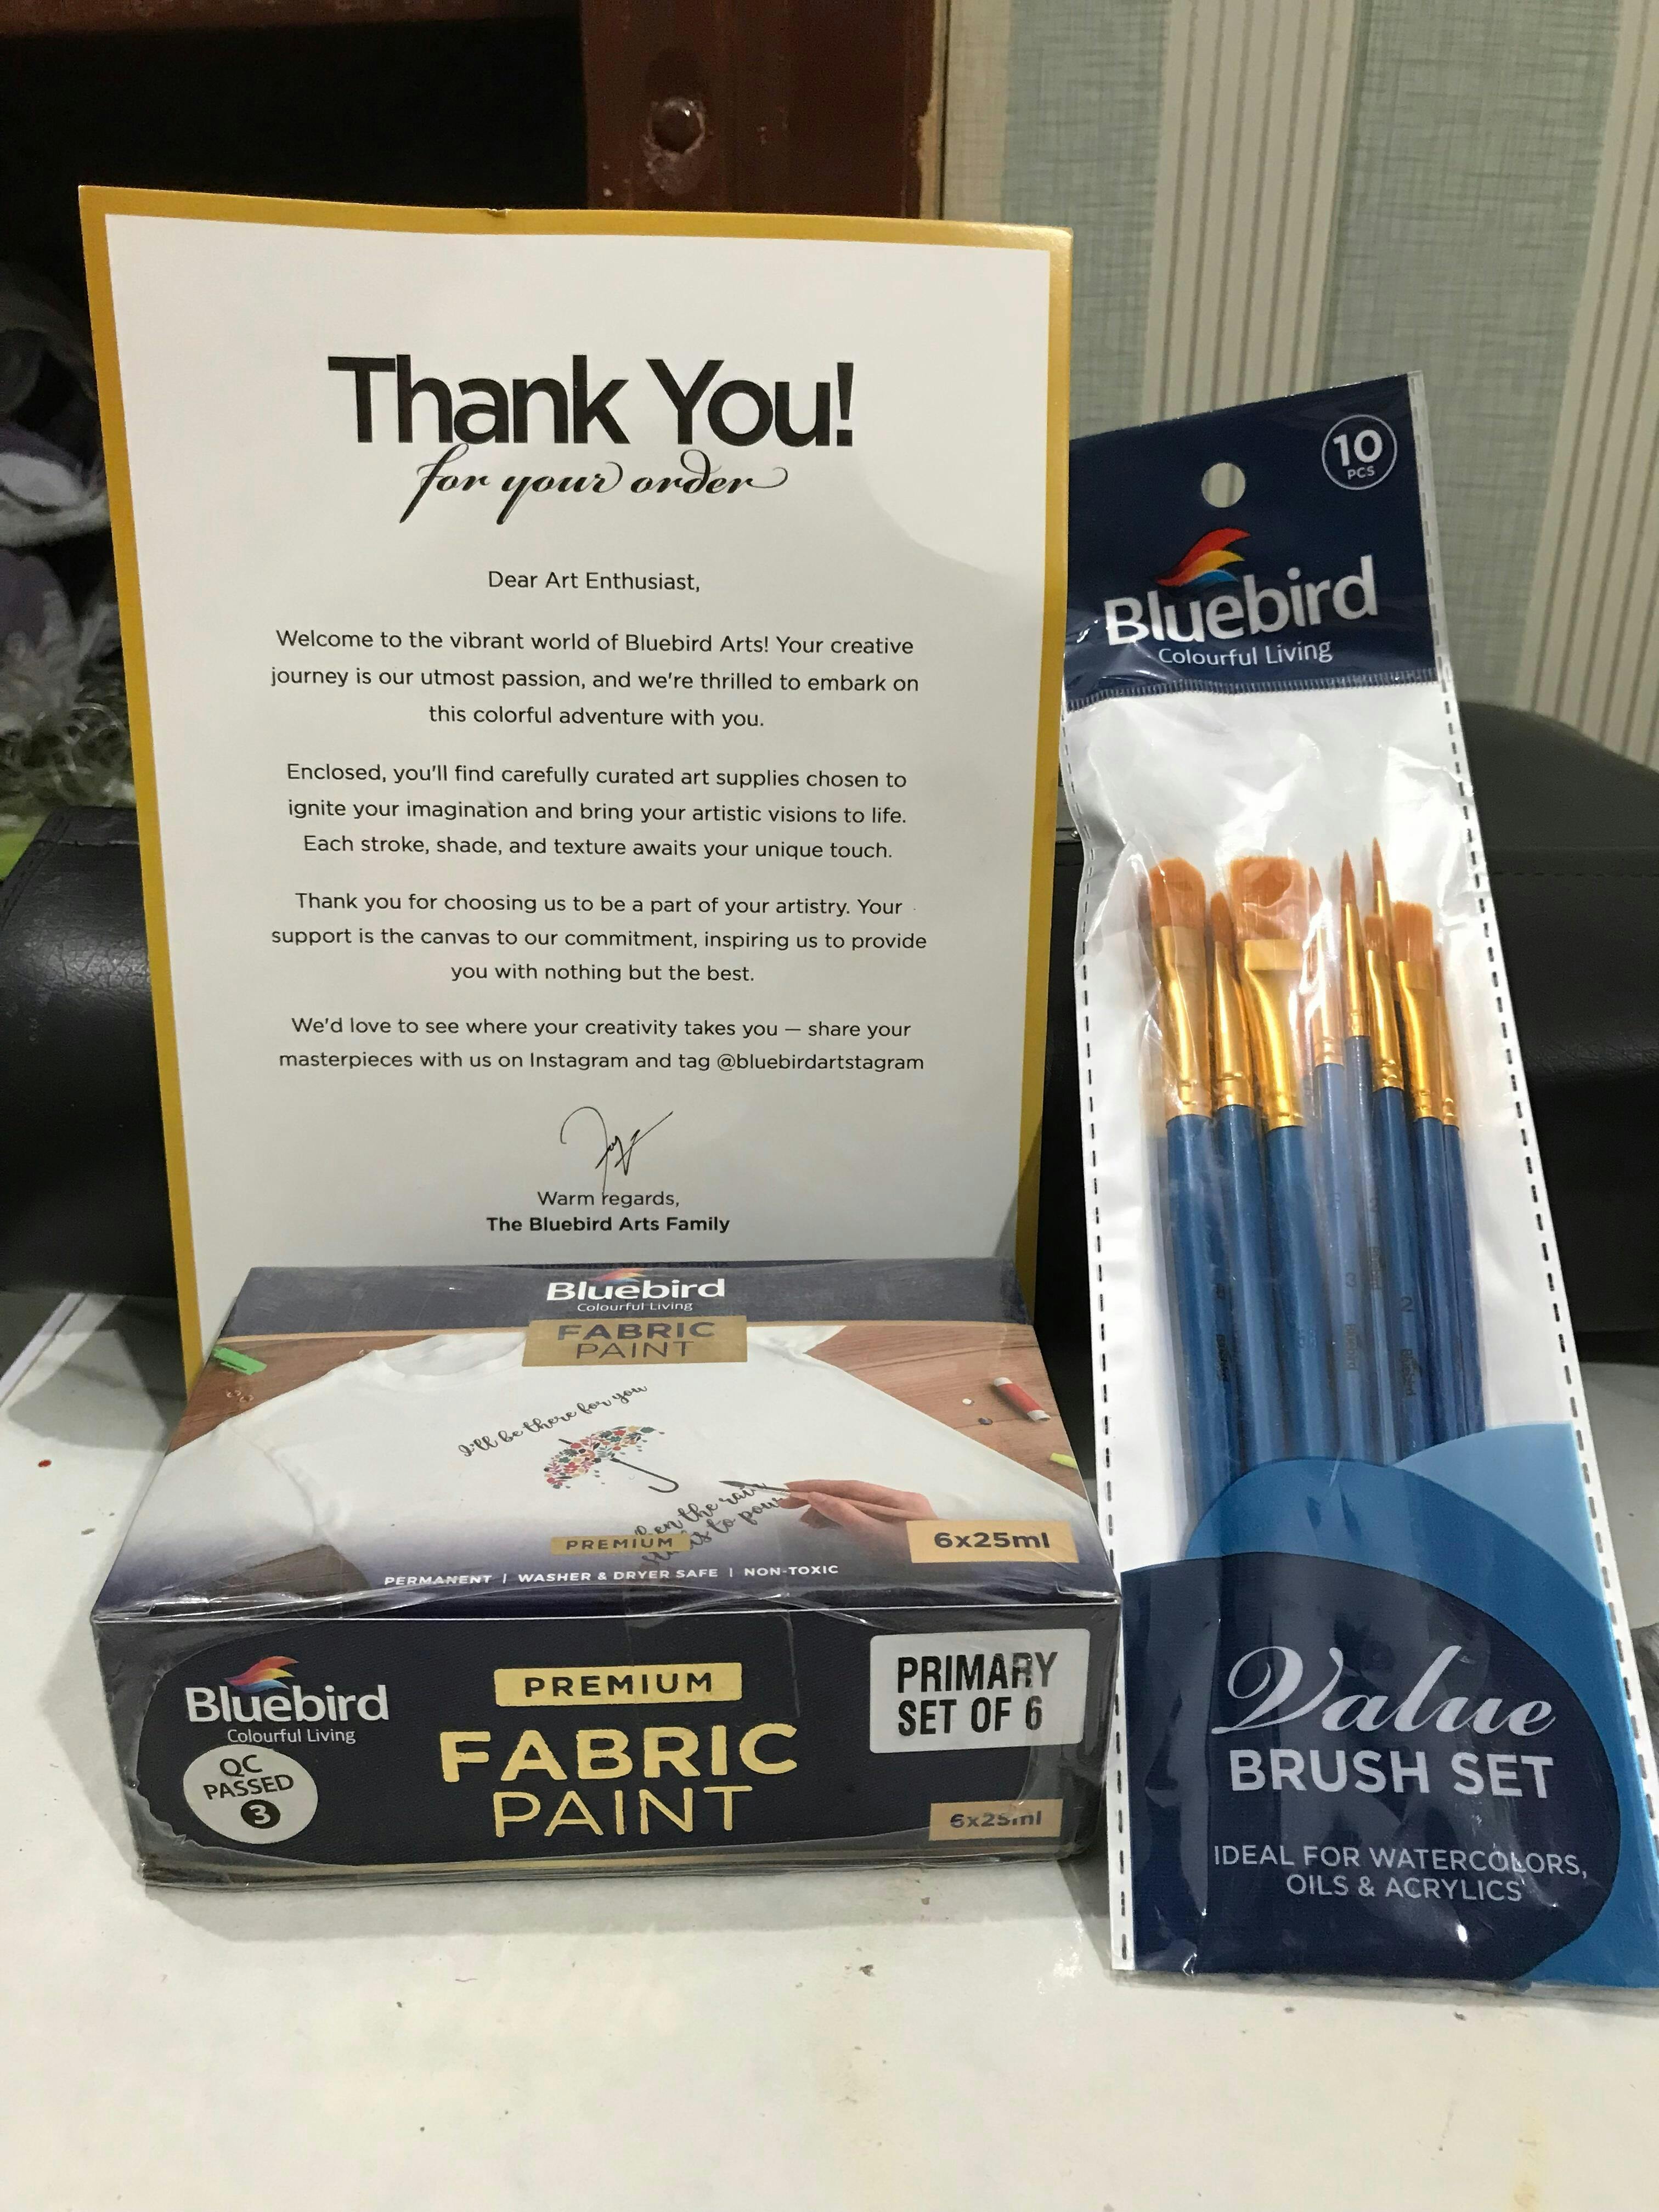 Thank You!
for your order
Dear Art Enthusiast,
Welcome to the vibrant world of Bluebird Arts! Your creative
journey is our utmost passion, and we're thrilled to embark on
this colorful adventure with you.
Enclosed, you'll find carefully curated art supplies chosen to
ignite your imagination and bring your artistic visions to life.
Each stroke, shade, and texture awaits your unique touch.
Thank you for choosing us to be a part of your artistry. Your
support is the canvas to our commitment, inspiring us to provide
you with nothing but the best.
We'd love to see where your creativity takes you — share your
masterpieces with us on Instagram and tag @bluebirdartstagram
Warm regards,
The Bluebird Arts Family
10
PCS
Bluebird
Colourful Living
3
2
Value
BRUSH SET
IDEAL FOR WATERCOLORS,
OILS & ACRYLICS
Bluebird
Colourful Living
FABRIC
PAINT
I'll be there for you
the rain
to pour
PREMIUM
6x25ml
PERMANENT | WASHER & DRYER SAFE | NON-TOXIC
Bluebird
Colourful Living
QC
PASSED
3
PREMIUM
FABRIC
PAINT
PRIMARY
SET OF 6
6x25ml